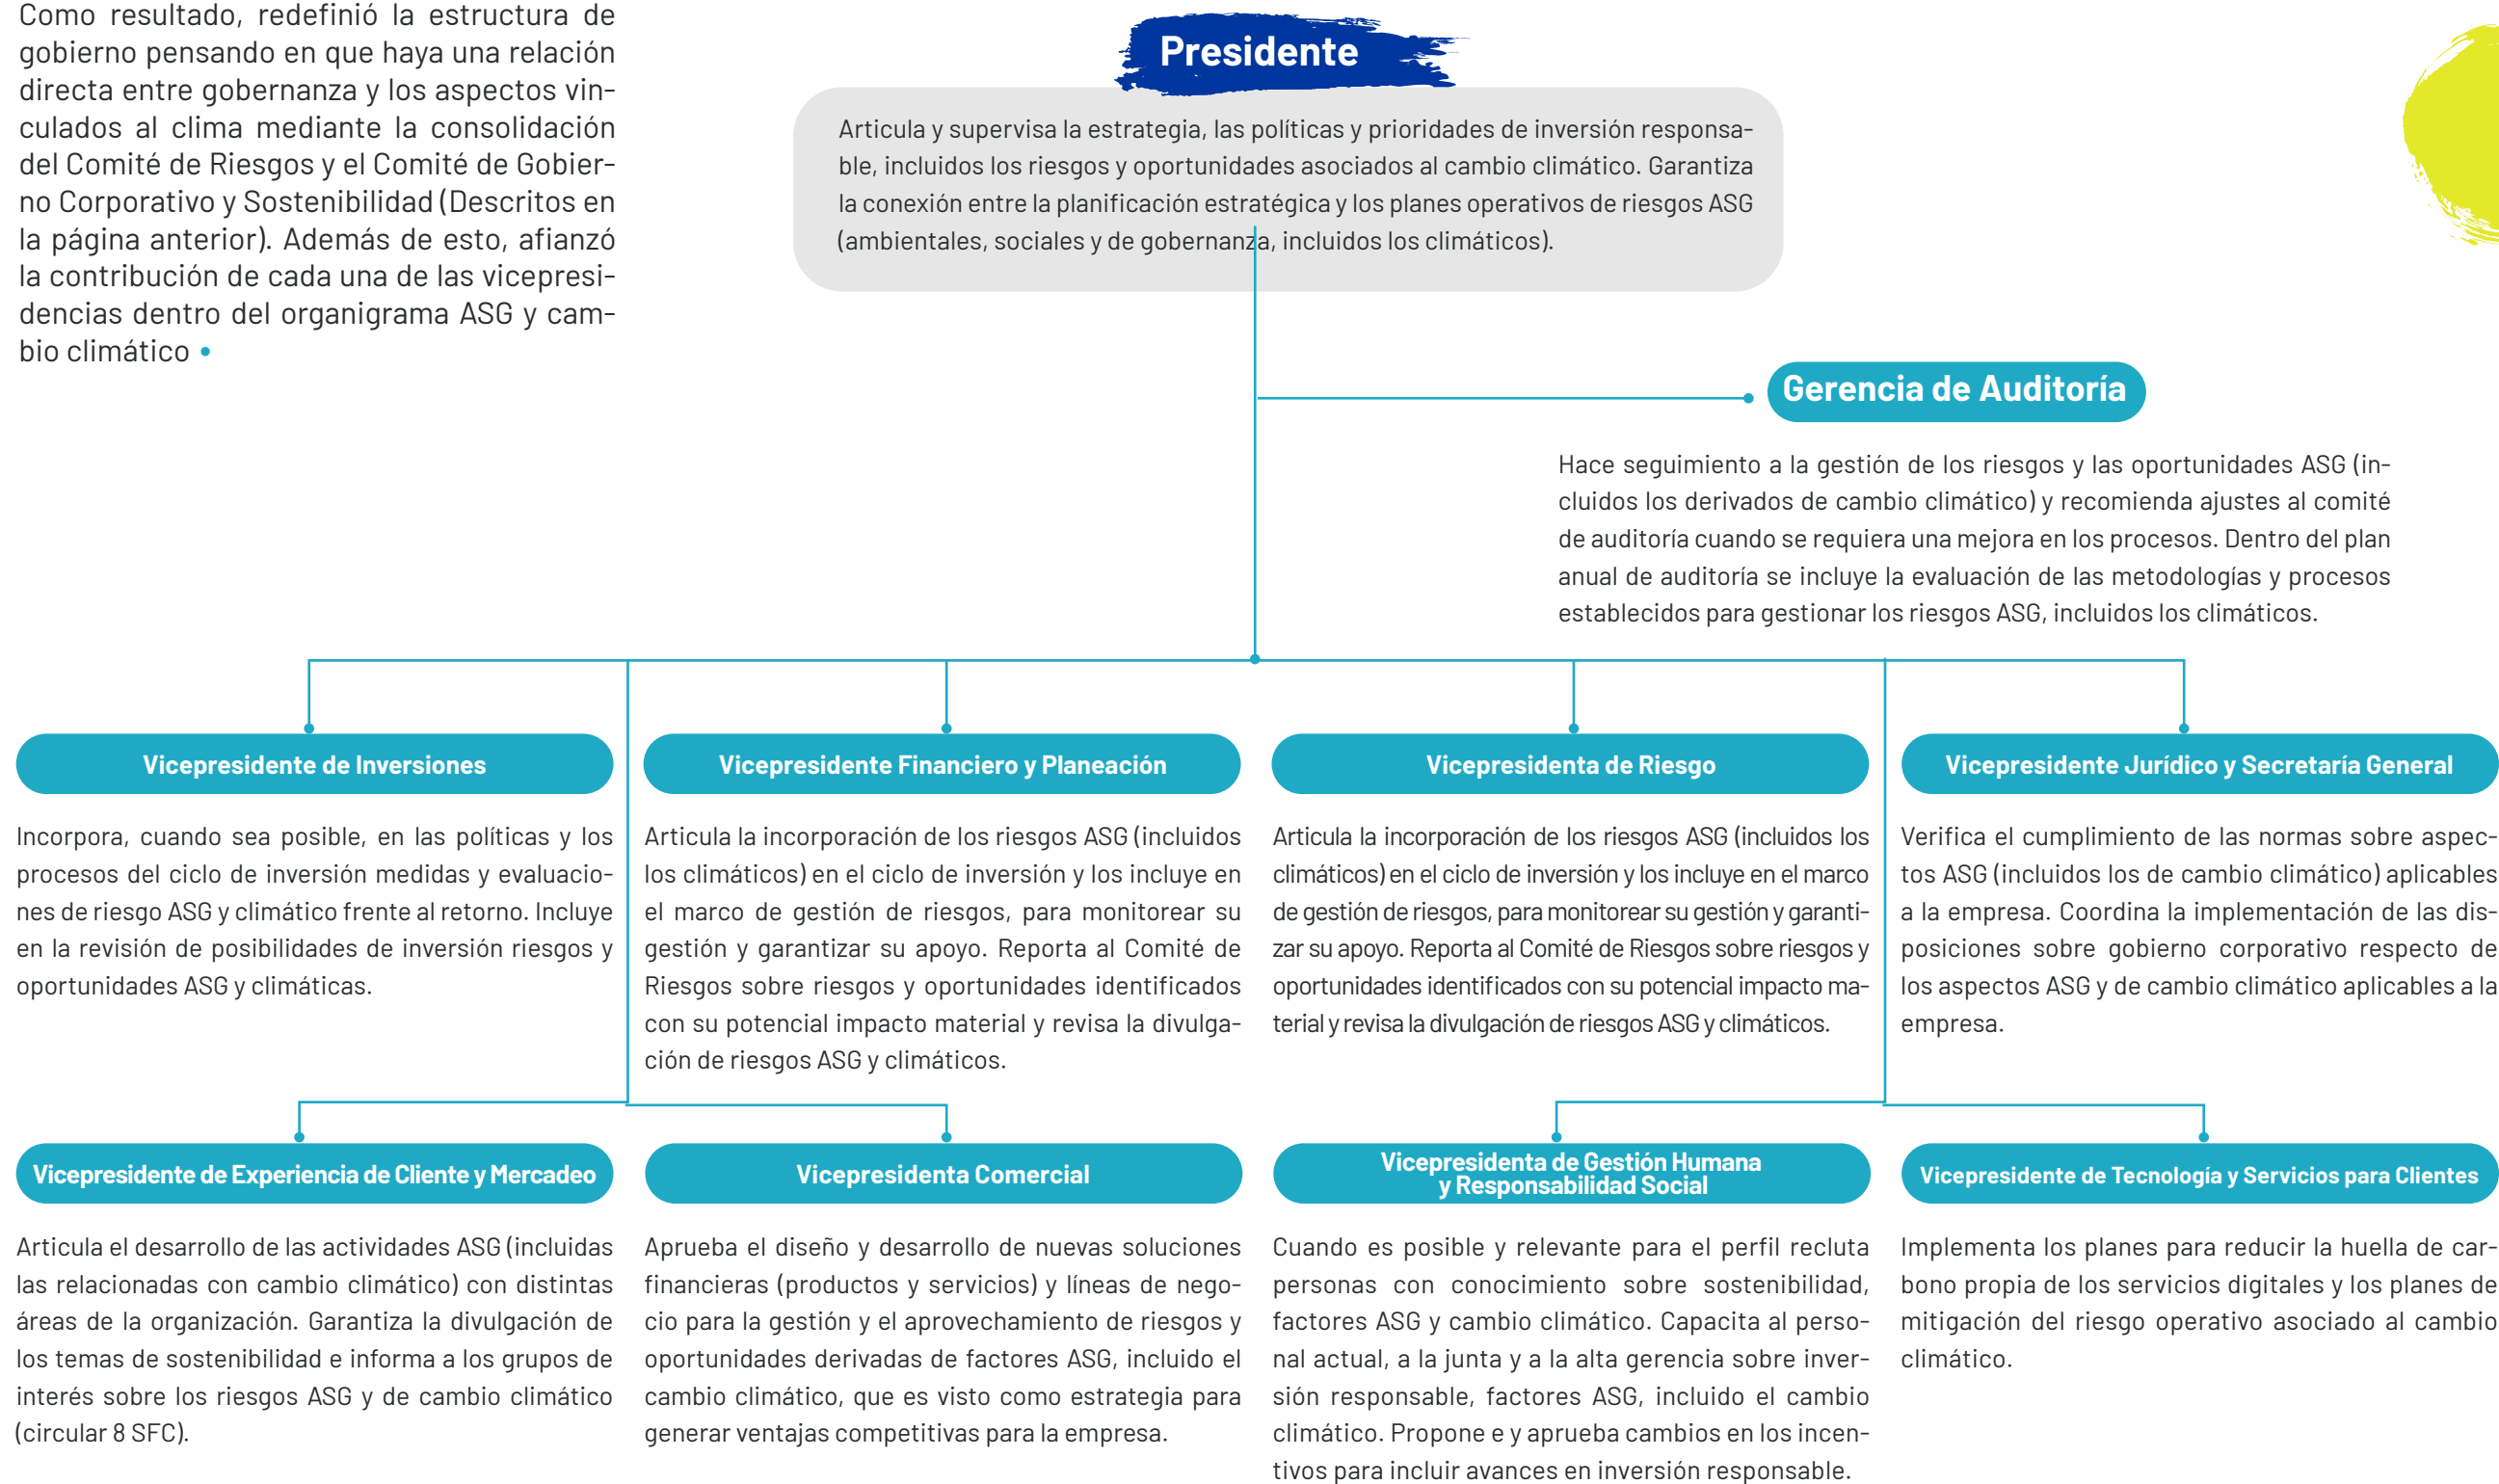 Como resultado, redefinió la estructura de
gobierno pensando en que haya una relación
directa entre gobernanza y los aspectos vin-
culados al clima mediante la consolidación
del Comité de Riesgos y el Comité de Gobier-
no Corporativo y Sostenibilidad (Descritos en
la página anterior). Además de esto, afianzó
la contribución de cada una de las vicepresi-
dencias dentro del organigrama ASG y cam-
bio climático •
Presidente
Articula y supervisa la estrategia, las políticas y prioridades de inversión responsa-
ble, incluidos los riesgos y oportunidades asociados al cambio climático. Garantiza
la conexión entre la planificación estratégica y los planes operativos de riesgos ASG
(ambientales, sociales y de gobernanza, incluidos los climáticos).
Gerencia de Auditoría
Hace seguimiento a la gestión de los riesgos y las oportunidades ASG (in-
cluidos los derivados de cambio climático) y recomienda ajustes al comité
de auditoría cuando se requiera una mejora en los procesos. Dentro del plan
anual de auditoría se incluye la evaluación de las metodologías y procesos
establecidos para gestionar los riesgos ASG, incluidos los climáticos.
Vicepresidente de Inversiones
Incorpora, cuando sea posible, en las políticas y los
procesos del ciclo de inversión medidas y evaluacio-
nes de riesgo ASG y climático frente al retorno. Incluye
en la revisión de posibilidades de inversión riesgos y
oportunidades ASG y climáticas.
Vicepresidente Financiero y Planeación
Articula la incorporación de los riesgos ASG (incluidos
los climáticos) en el ciclo de inversión y los incluye en
el marco de gestión de riesgos, para monitorear su
gestión y garantizar su apoyo. Reporta al Comité de
Riesgos sobre riesgos y oportunidades identificados
con su potencial impacto material y revisa la divulga-
ción de riesgos ASG y climáticos.
Vicepresidenta de Riesgo
Articula la incorporación de los riesgos ASG (incluidos los
climáticos) en el ciclo de inversión y los incluye en el marco
de gestión de riesgos, para monitorear su gestión y garanti-
zar su apoyo. Reporta al Comité de Riesgos sobre riesgos y
oportunidades identificados con su potencial impacto ma-
terial y revisa la divulgación de riesgos ASG y climáticos.
Vicepresidente Jurídico y Secretaría General
Verifica el cumplimiento de las normas sobre aspec-
tos ASG (incluidos los de cambio climático) aplicables
a la empresa. Coordina la implementación de las dis-
posiciones sobre gobierno corporativo respecto de
los aspectos ASG y de cambio climático aplicables a la
empresa.
Vicepresidente de Experiencia de Cliente y Mercadeo
Articula el desarrollo de las actividades ASG (incluidas
las relacionadas con cambio climático) con distintas
áreas de la organización. Garantiza la divulgación de
los temas de sostenibilidad e informa a los grupos de
interés sobre los riesgos ASG y de cambio climático
(circular 8 SFC).
Vicepresidenta Comercial
Aprueba el diseño y desarrollo de nuevas soluciones
financieras (productos y servicios) y líneas de nego-
cio para la gestión y el aprovechamiento de riesgos y
oportunidades derivadas de factores ASG, incluido el
cambio climático, que es visto como estrategia para
generar ventajas competitivas para la empresa.
Vicepresidenta de Gestión Humana
y Responsabilidad Social
Cuando es posible y relevante para el perfil recluta
personas con conocimiento sobre sostenibilidad,
factores ASG y cambio climático. Capacita al perso-
nal actual, a la junta y a la alta gerencia sobre inver-
sión responsable, factores ASG, incluido el cambio
climático. Propone e y aprueba cambios en los incen-
tivos para incluir avances en inversión responsable.
Vicepresidente de Tecnología y Servicios para Clientes
Implementa los planes para reducir la huella de car-
bono propia de los servicios digitales y los planes de
mitigación del riesgo operativo asociado al cambio
climático.